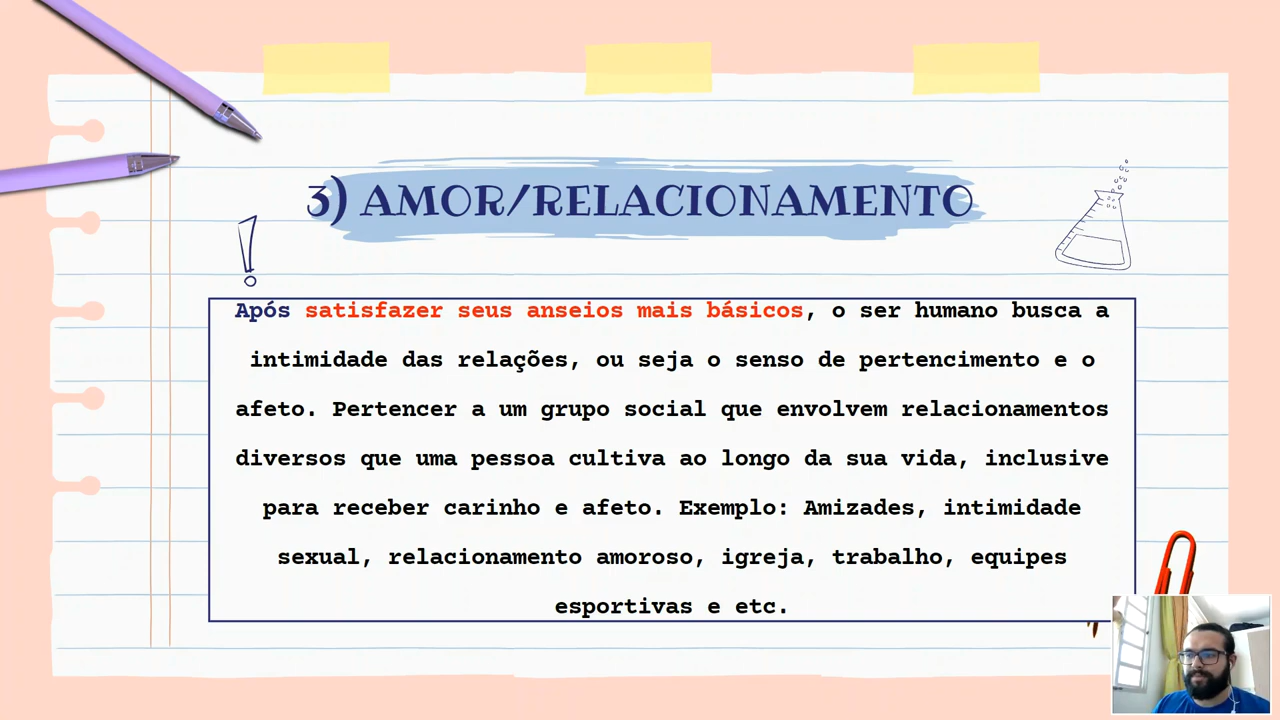 3) AMOR/RELACIONAMENTO
Após satisfazer seus anseios mais básicos, o ser humano busca a
intimidade das relações, ou seja o senso de pertencimento e o
afeto. Pertencer a um grupo social que envolvem relacionamentos
diversos que uma pessoa cultiva ao longo da sua vida, inclusive
para receber carinho e afeto. Exemplo: Amizades, intimidade
sexual, relacionamento amoroso, igreja, trabalho, equipes
esportivas e etc.